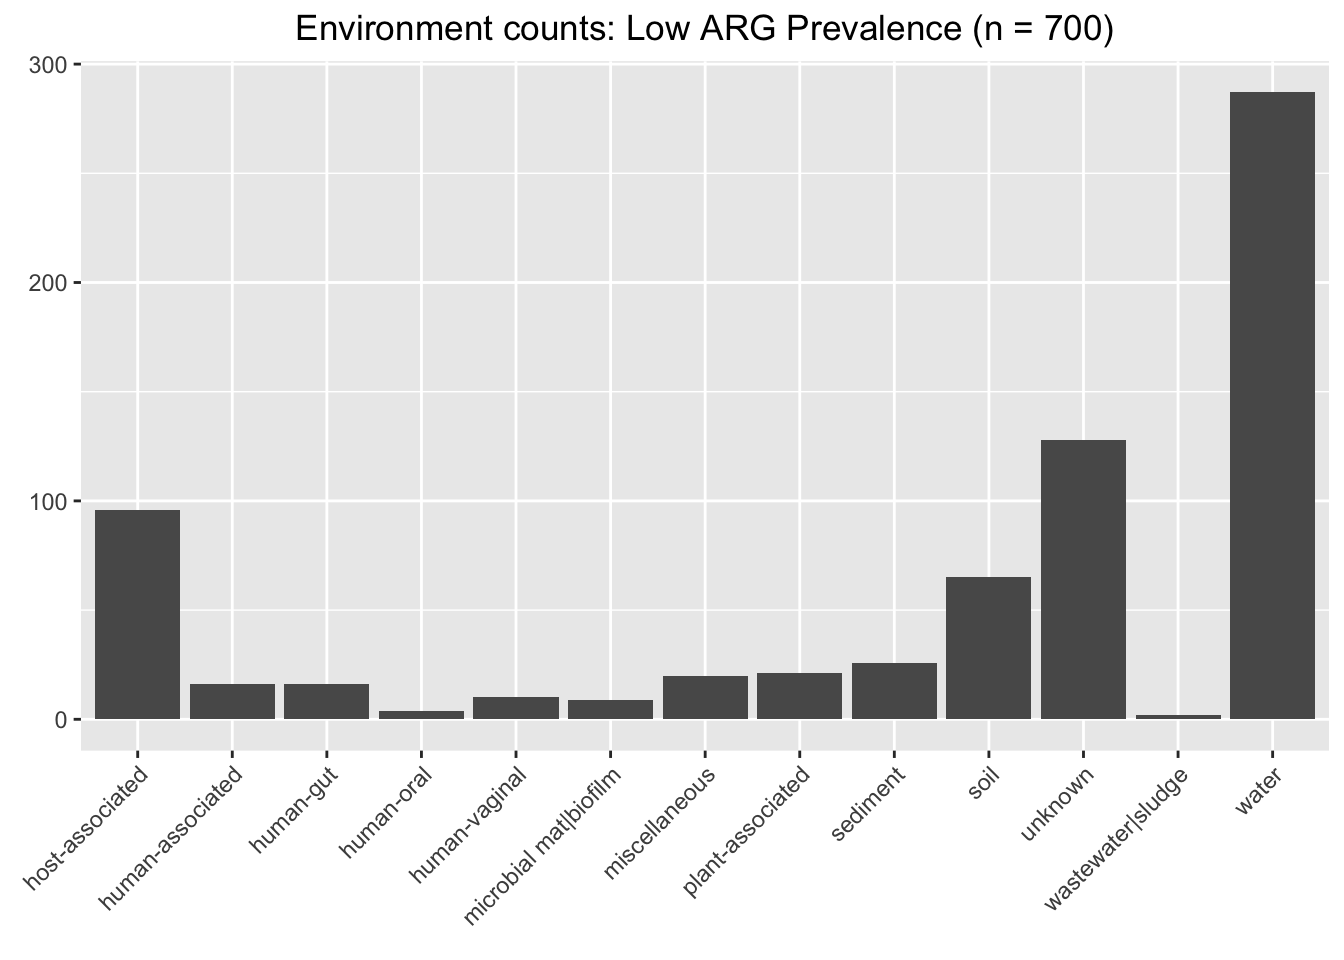 Environment counts: Low ARG Prevalence (n = 700)
300
200
100
0
host-associated
human-associated
human-gut
human-oral
human-vaginal
microbial mat|biofilm
miscellaneous
plant-associated
sediment
soil
unknown
wastewater|sludge
water